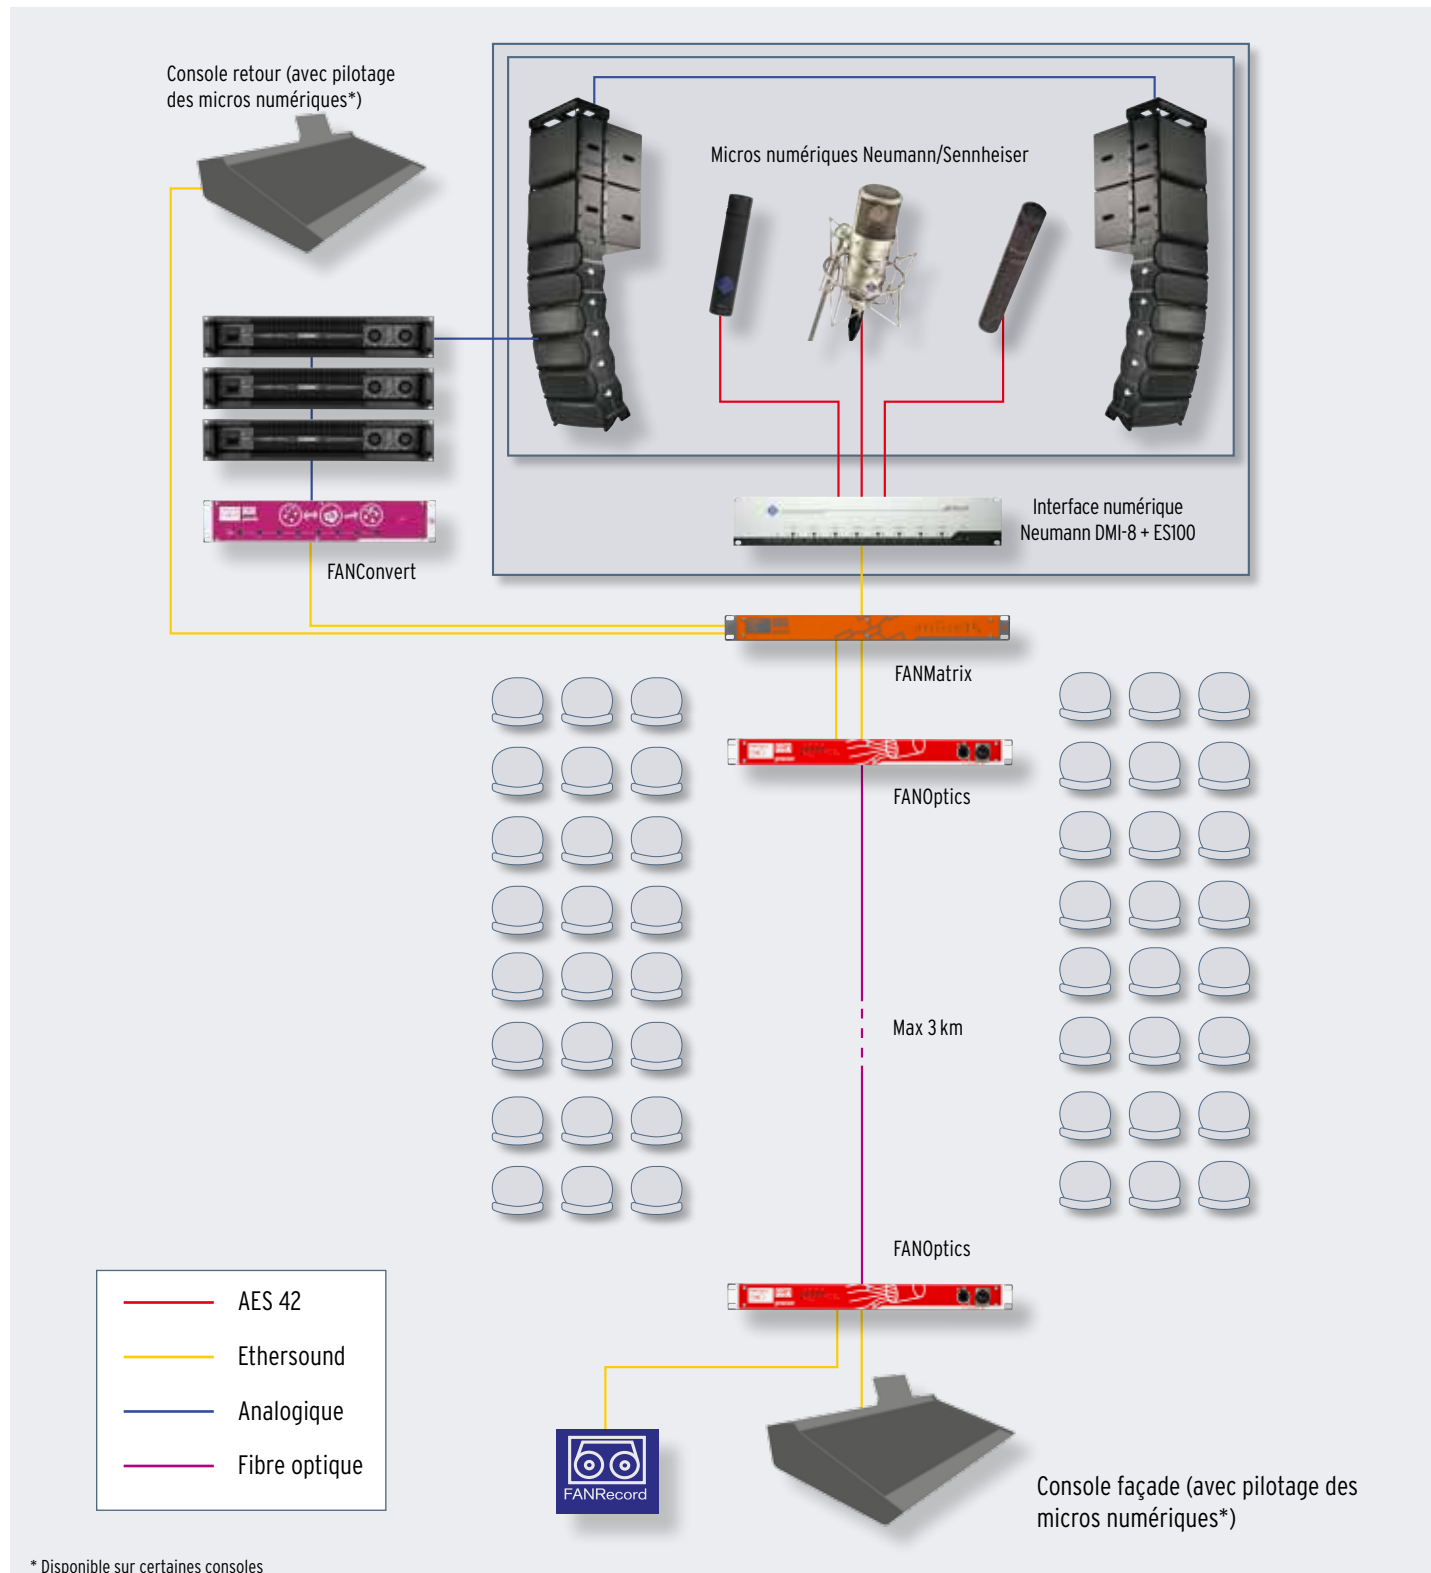 Console retour (avec pilotage
des micros numériques*)
Micros numériques Neumann/Sennheiser
Interface numérique
Neumann DMI-8 + ES100
FANConvert
FANMatrix
FANOptics
Max 3 km
FANOptics
AES 42
Ethersound
Analogique
Fibre optique
FANRecord
Console façade (avec pilotage des
micros numériques*)
* Disponible sur certaines consoles